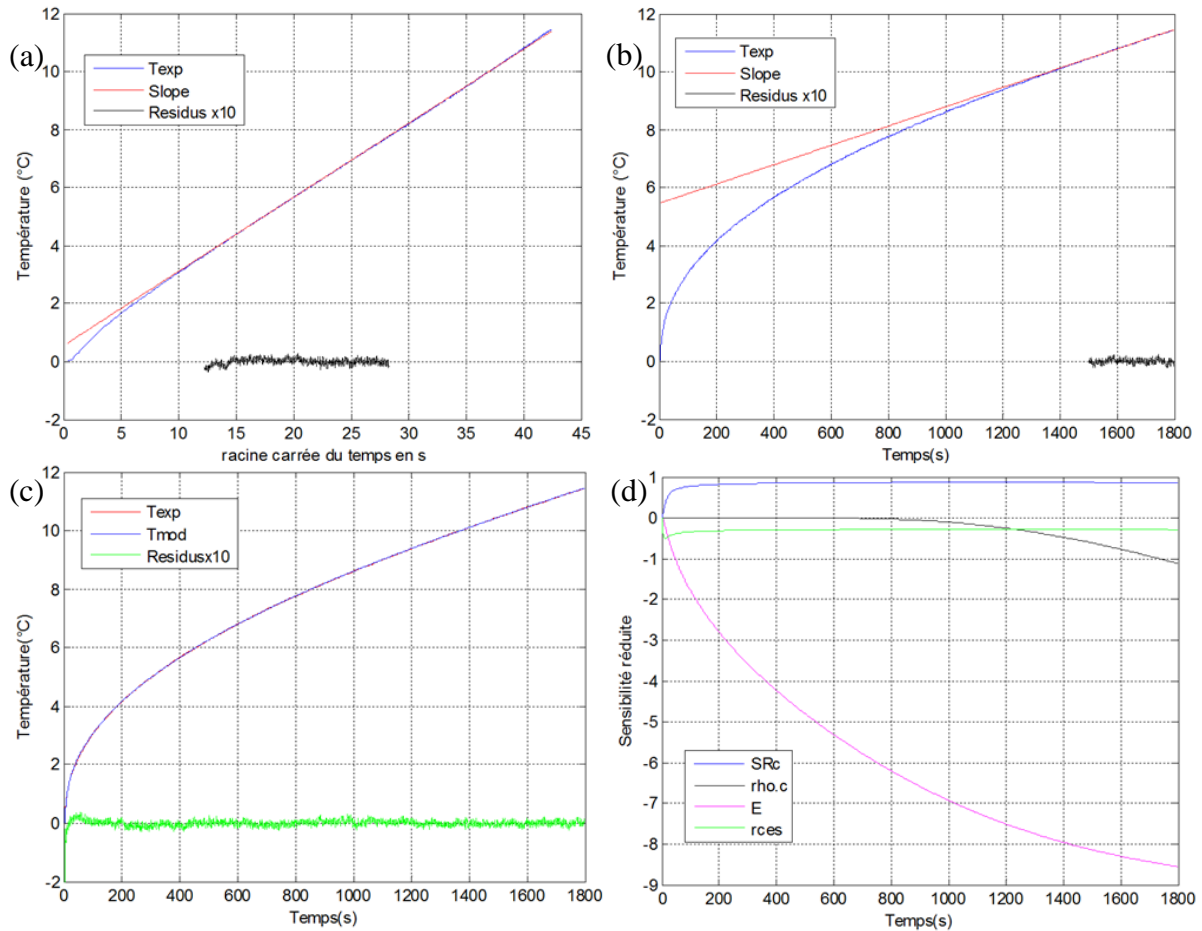 (a)
12
10
8
6
4
2
0
-2
Température (°C)
Texp
Slope
Residus x10
0 5 10 15 20 25 30 35 40 45
racine carrée du temps en s
(b)
12
10
8
6
4
2
0
-2
Température (°C)
Texp
Slope
Residus x10
0 200 400 600 800 1000 1200 1400 1600 1800
Temps(s)
(c)
12
10
8
6
4
2
0
-2
Température(°C)
Texp
Tmod
Residusx10
0 200 400 600 800 1000 1200 1400 1600 1800
Temps(s)
(d)
1
0
-1
-2
-3
-4
-5
-6
-7
-8
-9
Sensibilité réduite
SRc
rho.c
E
rces
0 200 400 600 800 1000 1200 1400 1600 1800
Temps(s)